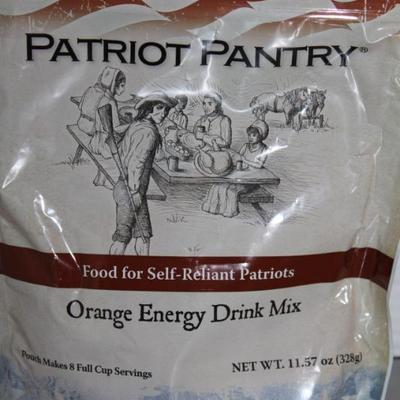 PATRIOT PANTRY®
Food for Self-Reliant Patriots
Orange Energy Drink Mix
Pouch Makes 8 Full Cup Servings
NET WT. 11.57 oz (328g)